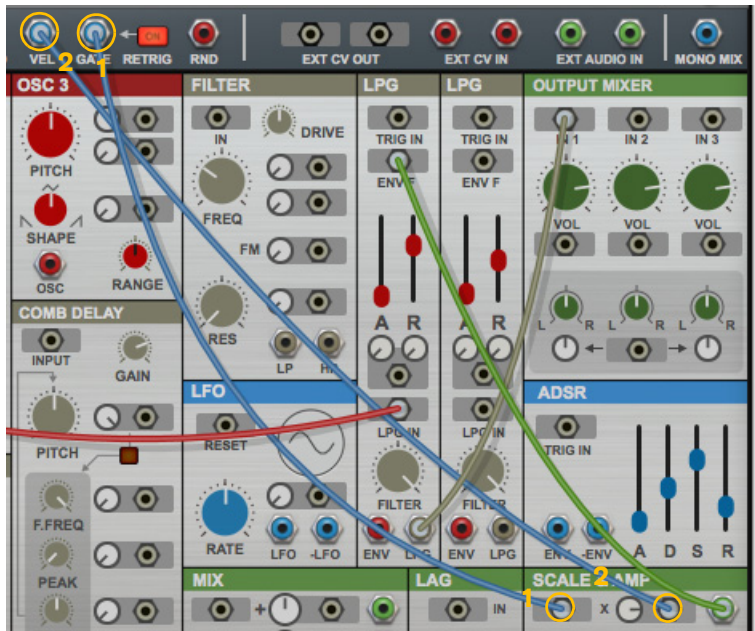 ON
VEL 2 GATE 1 RETRIG RND EXT CV OUT EXT CV IN EXT AUDIO IN MONO MIX
OSC 3 FILTER LPG LPG OUTPUT MIXER
IN DRIVE TRIG IN TRIG IN IN 1 IN 2 IN 3
PITCH
ENV F ENV F
FREQ
SHAPE VOL VOL VOL
FM
OSC RANGE
COMB DELAY
A R A R L R L R L R
INPUT RES
GAIN LP
LFO ADSR
RESET LPG IN LPG IN TRIG IN
PITCH
FILTER FILTER
F.FREQ
RATE LFO -LFO ENV LPG ENV LPG ENV -ENV A D S R
PEAK
MIX LAG SCALE 2 AMP
1
+ IN X